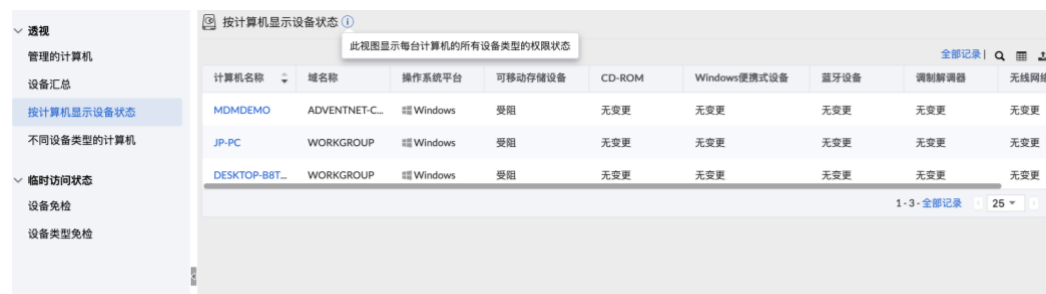 透视
管理的计算机
设备汇总
按计算机显示设备状态
不同设备类型的计算机
临时访问状态
设备免检
设备类型免检
按计算机显示设备状态
此视图显示每台计算机的所有设备类型的权限状态
全部记录 |
计算机名称 域名称 操作系统平台 可移动存储设备 CD-ROM Windows便携式设备 蓝牙设备 调制解调器 无线网络
MDMDEMO ADVENTNET-C... Windows 受阻 无变更 无变更 无变更 无变更 无变更
JP-PC WORKGROUP Windows 受阻 无变更 无变更 无变更 无变更 无变更
DESKTOP-B8T... WORKGROUP Windows 受阻 无变更 无变更 无变更 无变更 无变更
1 - 3 - 全部记录 25